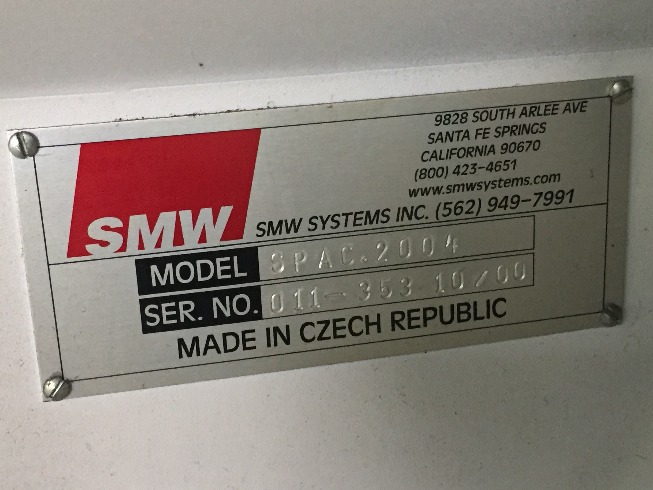 9828 SOUTH ARLEE AVE
SANTA FE SPRINGS
CALIFORNIA 90670
(800) 423-4651
www.smwsystems.com
SMW
SMW SYSTEMS INC. (562) 949-7991
MODEL SPAC.2004
SER. NO. 011-353 10/00
MADE IN CZECH REPUBLIC